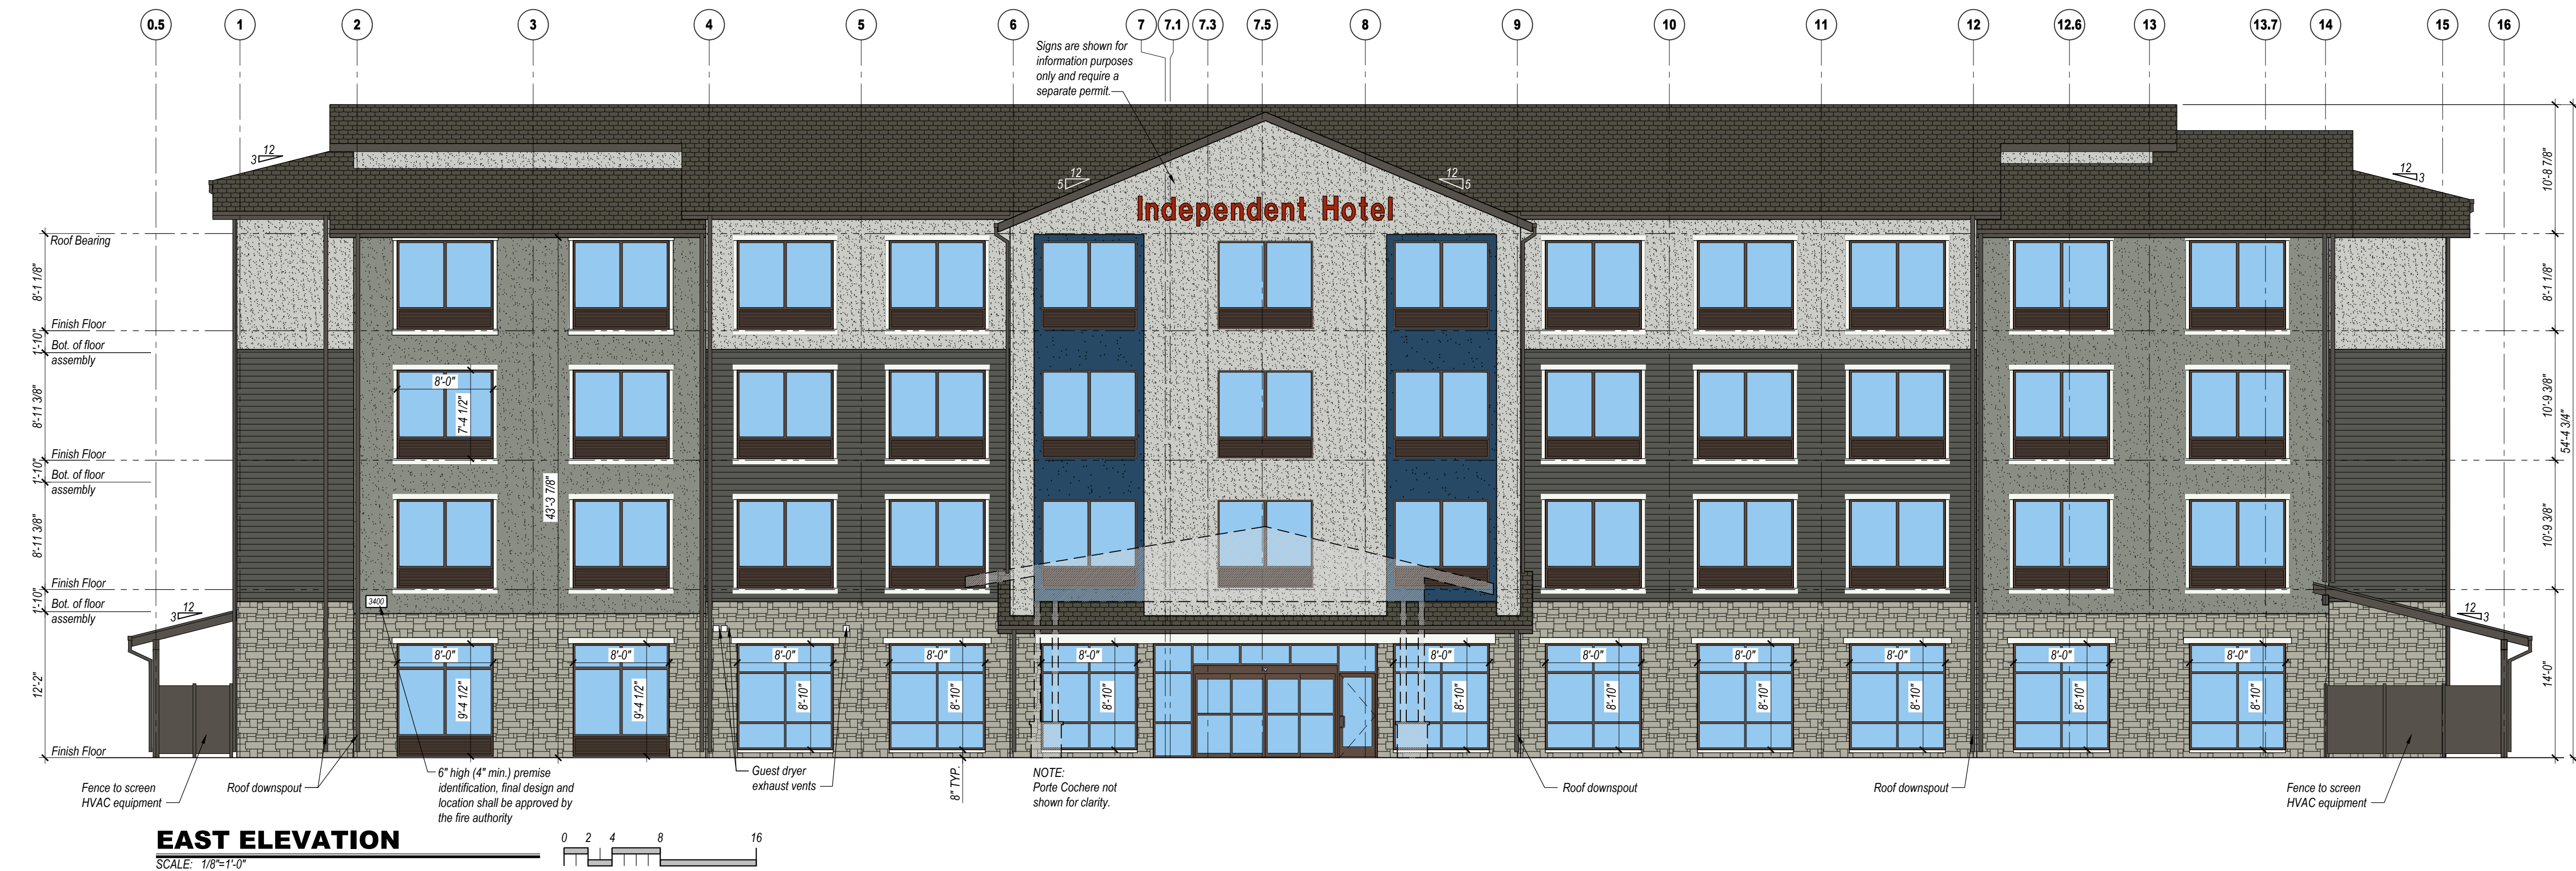 0.5 1 2 3 4 5 6 7 7.1 7.3 7.5 8 9 10 11 12 12.6 13 13.7 14 15 16
Signs are shown for
information purposes
only and require a
separate permit.
12
3
12
5
12
5
12
3
Independent Hotel
Roof Bearing
Finish Floor
Bot. of floor
assembly
Finish Floor
Bot. of floor
assembly
Finish Floor
Bot. of floor
assembly
Finish Floor
8'-1 1/8"
1'-10"
8'-11 3/8"
1'-10"
8'-11 3/8"
1'-10"
12'-2"
12
3
8'-0"
7'-4 1/2"
43'-3 7/8"
3400
8'-0"
9'-4 1/2"
8'-0"
9'-4 1/2"
8'-0"
8'-10"
8'-0"
8'-10"
8'-0"
8'-10"
8'-0"
8'-10"
8'-0"
8'-10"
8'-0"
8'-10"
8'-0"
8'-10"
8'-0"
8'-10"
8'-0"
8'-10"
12
3
10'-8 7/8"
8'-1 1/8"
10'-9 3/8"
10'-9 3/8"
14'-0"
54'-4 3/4"
Fence to screen
HVAC equipment
Roof downspout
6" high (4" min.) premise
identification, final design and
location shall be approved by
the fire authority
Guest dryer
exhaust vents
8" TYP.
NOTE:
Porte Cochere not
shown for clarity.
Roof downspout
Roof downspout
Fence to screen
HVAC equipment
EAST ELEVATION
SCALE: 1/8"=1'-0"
0 2 4 8 16